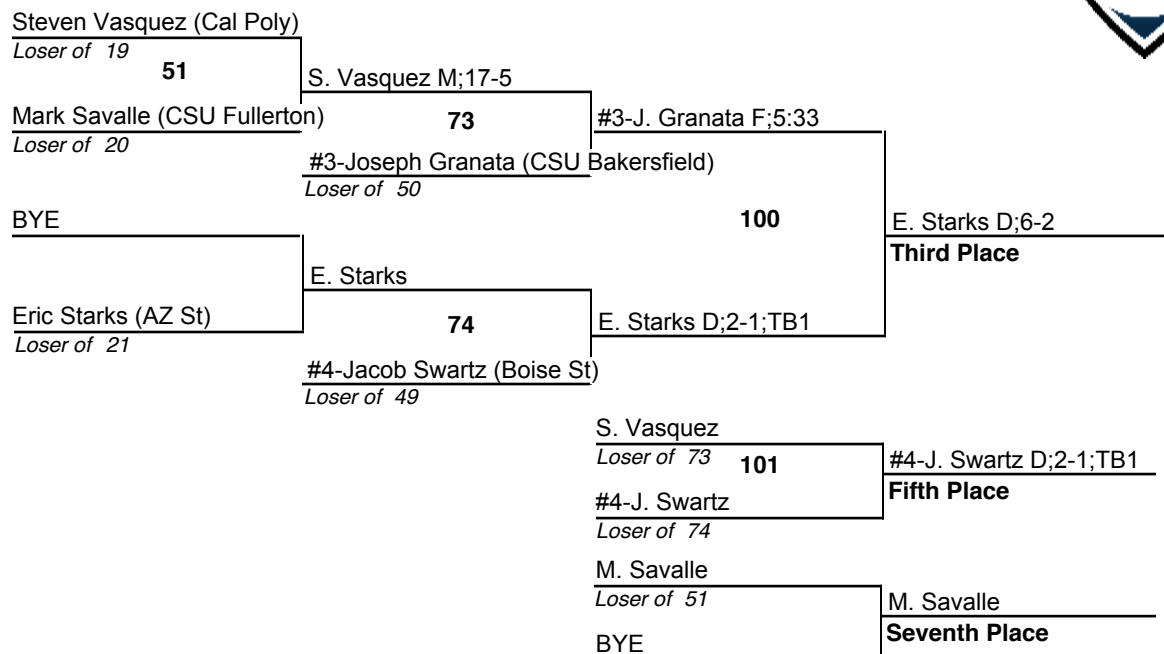 Steven Vasquez (Cal Poly)
Loser of 19
51
S. Vasquez M;17-5
Mark Savalle (CSU Fullerton)
Loser of 20
73
#3-J. Granata F;5:33
#3-Joseph Granata (CSU Bakersfield)
Loser of 50
BYE
100
E. Starks D;6-2
Third Place
E. Starks
Eric Starks (AZ St)
Loser of 21
74
E. Starks D;2-1;TB1
#4-Jacob Swartz (Boise St)
Loser of 49
S. Vasquez
Loser of 73
101
#4-J. Swartz D;2-1;TB1
Fifth Place
#4-J. Swartz
Loser of 74
M. Savalle
Loser of 51
M. Savalle
Seventh Place
BYE